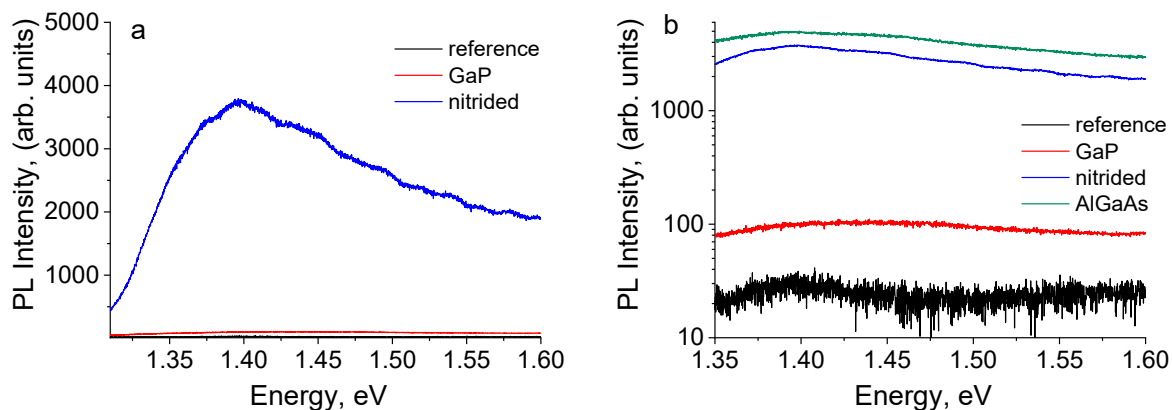 a
5000
4000
3000
2000
1000
PL Intensity, (arb. units)
reference
GaP
nitrided
1.35
1.40
1.45
1.50
1.55
1.60
Energy, eV
b
1000
100
10
PL Intensity, (arb. units)
reference
GaP
nitrided
AlGaAs
1.35
1.40
1.45
1.50
1.55
1.60
Energy, eV